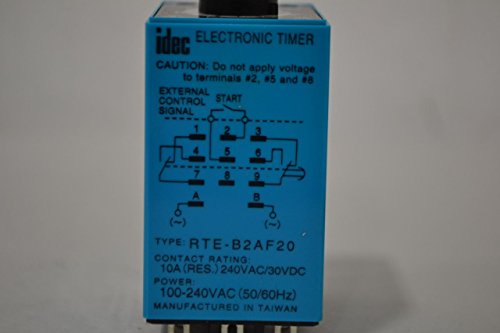 idec ELECTRONIC TIMER
CAUTION: Do not apply voltage
to terminals #2, #5 and #8
EXTERNAL
CONTROL
SIGNAL
START
1 2 3
4 5 6
7 8 9
A B
(~) (~)
TYPE: RTE-B2AF20
CONTACT RATING:
10A (RES.) 240VAC/30VDC
POWER:
100-240VAC (50/60Hz)
MANUFACTURED IN TAIWAN